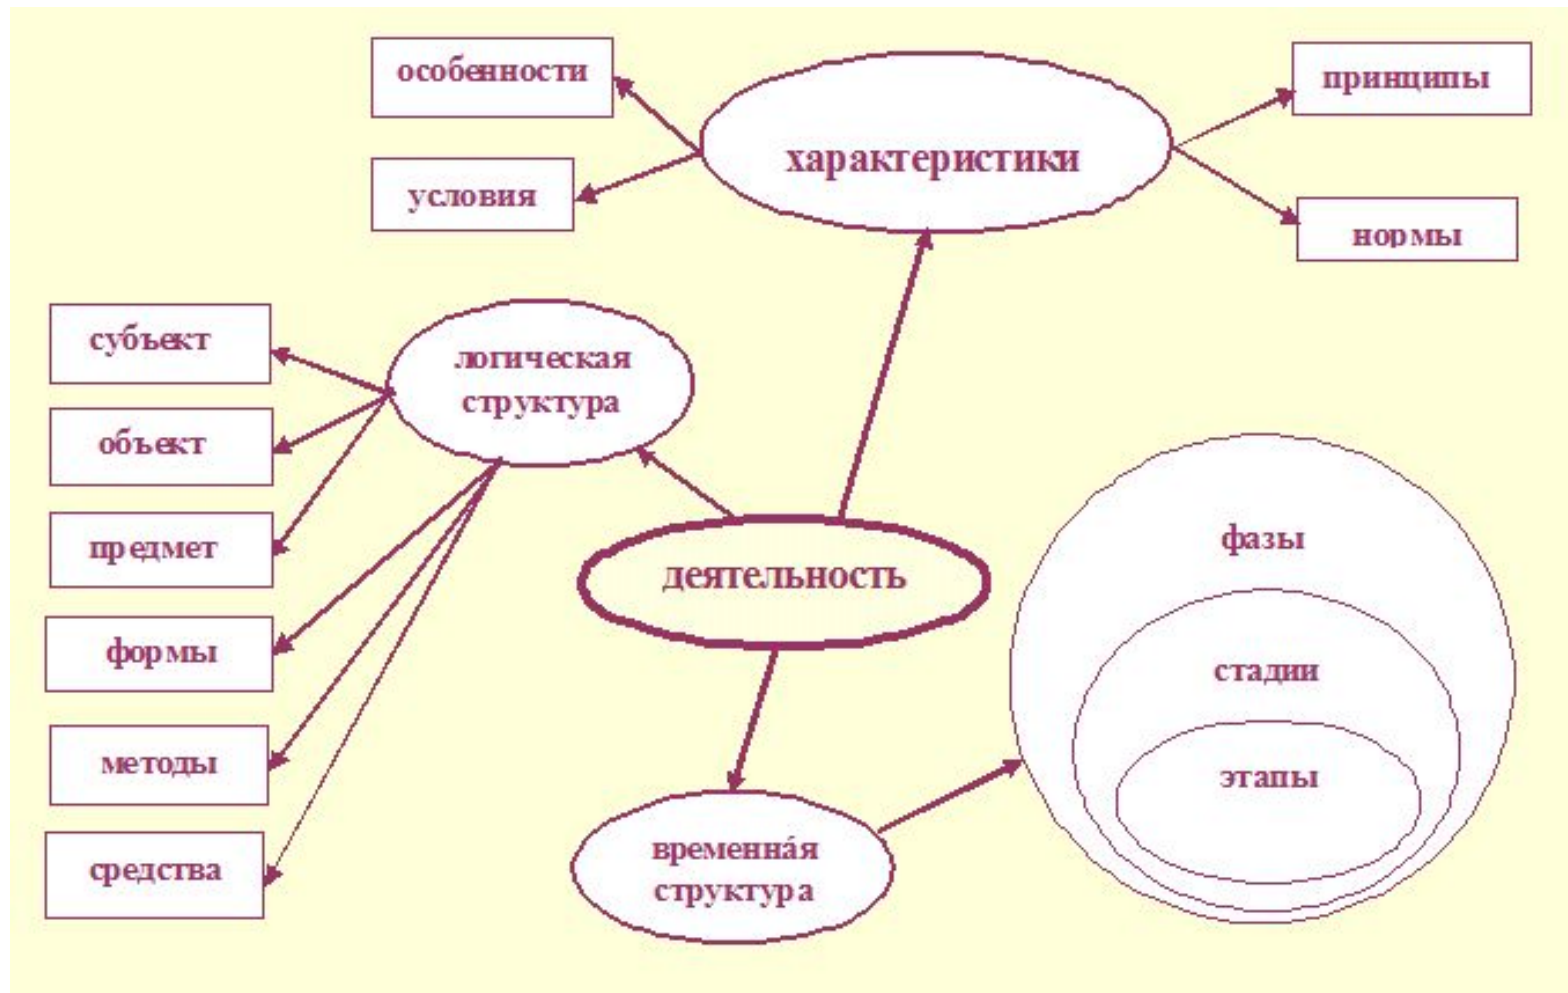 особенности
характеристики
принципы
условия
нормы
субъект
логическая
структура
объект
предмет
формы
методы
средства
деятельность
временна́я
структура
фазы
стадии
этапы